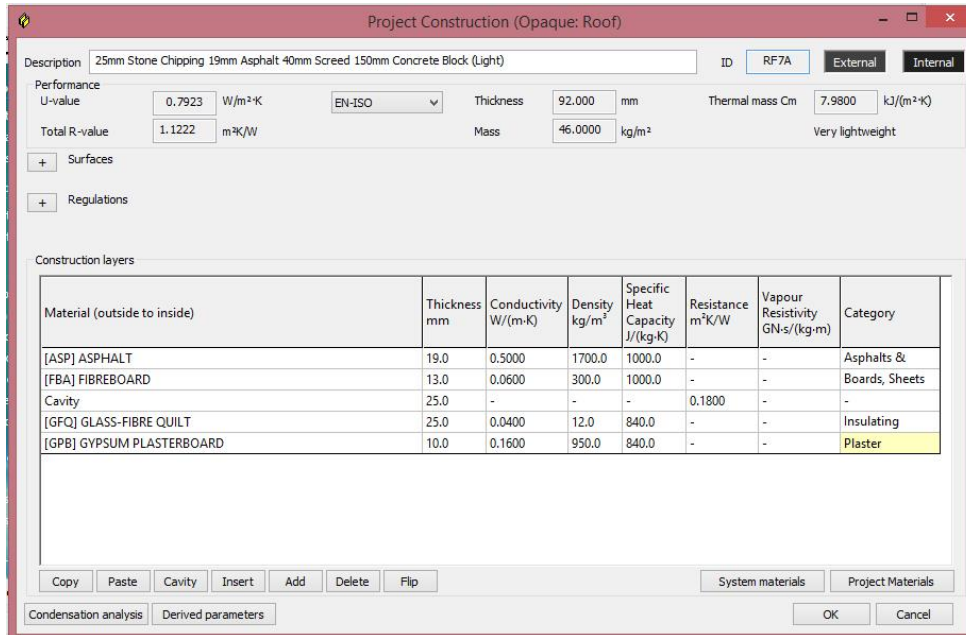 Project Construction (Opaque: Roof)
Description 25mm Stone Chipping 19mm Asphalt 40mm Screed 150mm Concrete Block (Light) ID RF7A External Internal
Performance
U-value 0.7923 W/m²·K EN-ISO Thickness 92.000 mm Thermal mass Cm 7.9800 kJ/(m²·K)
Total R-value 1.1222 m²K/W Mass 46.0000 kg/m² Very lightweight
+ Surfaces
+ Regulations
Construction layers
Material (outside to inside) Thickness mm Conductivity W/(m·K) Density kg/m³ Specific Heat Capacity J/(kg·K) Resistance m²K/W Vapour Resistivity GN·s/(kg·m) Category
[ASP] ASPHALT 19.0 0.5000 1700.0 1000.0 - - Asphalts &
[FBA] FIBREBOARD 13.0 0.0600 300.0 1000.0 - - Boards, Sheets
Cavity 25.0 - - - 0.1800 - -
[GFQ] GLASS-FIBRE QUILT 25.0 0.0400 12.0 840.0 - - Insulating
[GPB] GYPSUM PLASTERBOARD 10.0 0.1600 950.0 840.0 - - Plaster
Copy Paste Cavity Insert Add Delete Flip System materials Project Materials
Condensation analysis Derived parameters OK Cancel